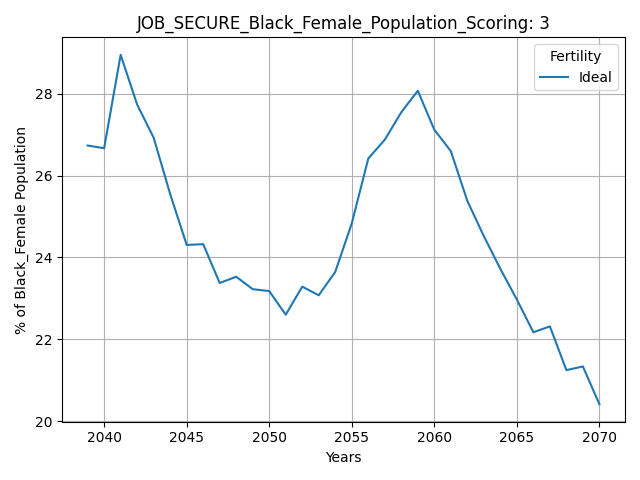 JOB_SECURE_Black_Female_Population_Scoring: 3
Fertility
Ideal
% of Black_Female Population
28
26
24
22
20
2040 2045 2050 2055 2060 2065 2070
Years